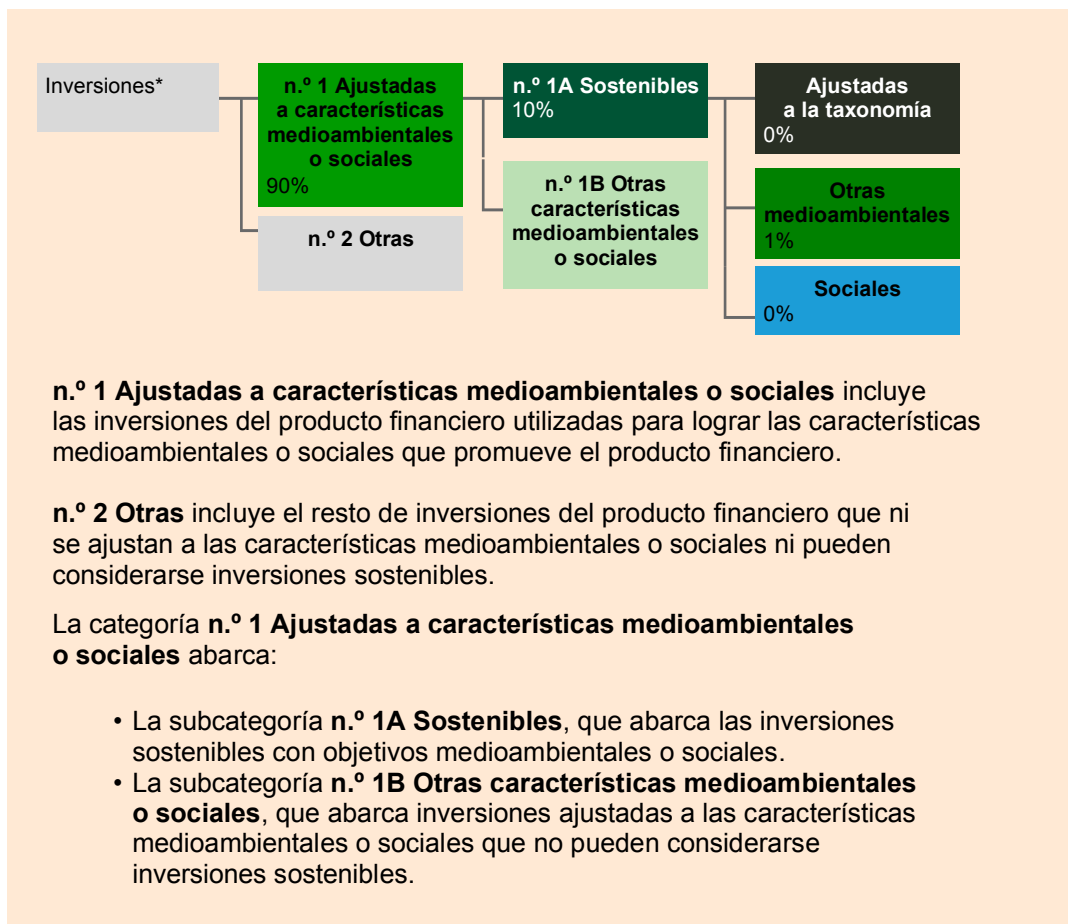 Inversiones*
n.º 1 Ajustadas
a características
medioambientales
o sociales
90%
n.º 2 Otras
n.º 1A Sostenibles
10%
n.º 1B Otras
características
medioambientales
o sociales
Ajustadas
a la taxonomía
0%
Otras
medioambientales
1%
Sociales
0%
n.º 1 Ajustadas a características medioambientales o sociales incluye
las inversiones del producto financiero utilizadas para lograr las características
medioambientales o sociales que promueve el producto financiero.
n.º 2 Otras incluye el resto de inversiones del producto financiero que ni
se ajustan a las características medioambientales o sociales ni pueden
considerarse inversiones sostenibles.
La categoría n.º 1 Ajustadas a características medioambientales
o sociales abarca:
• La subcategoría n.º 1A Sostenibles, que abarca las inversiones
sostenibles con objetivos medioambientales o sociales.
• La subcategoría n.º 1B Otras características medioambientales
o sociales, que abarca inversiones ajustadas a las características
medioambientales o sociales que no pueden considerarse
inversiones sostenibles.